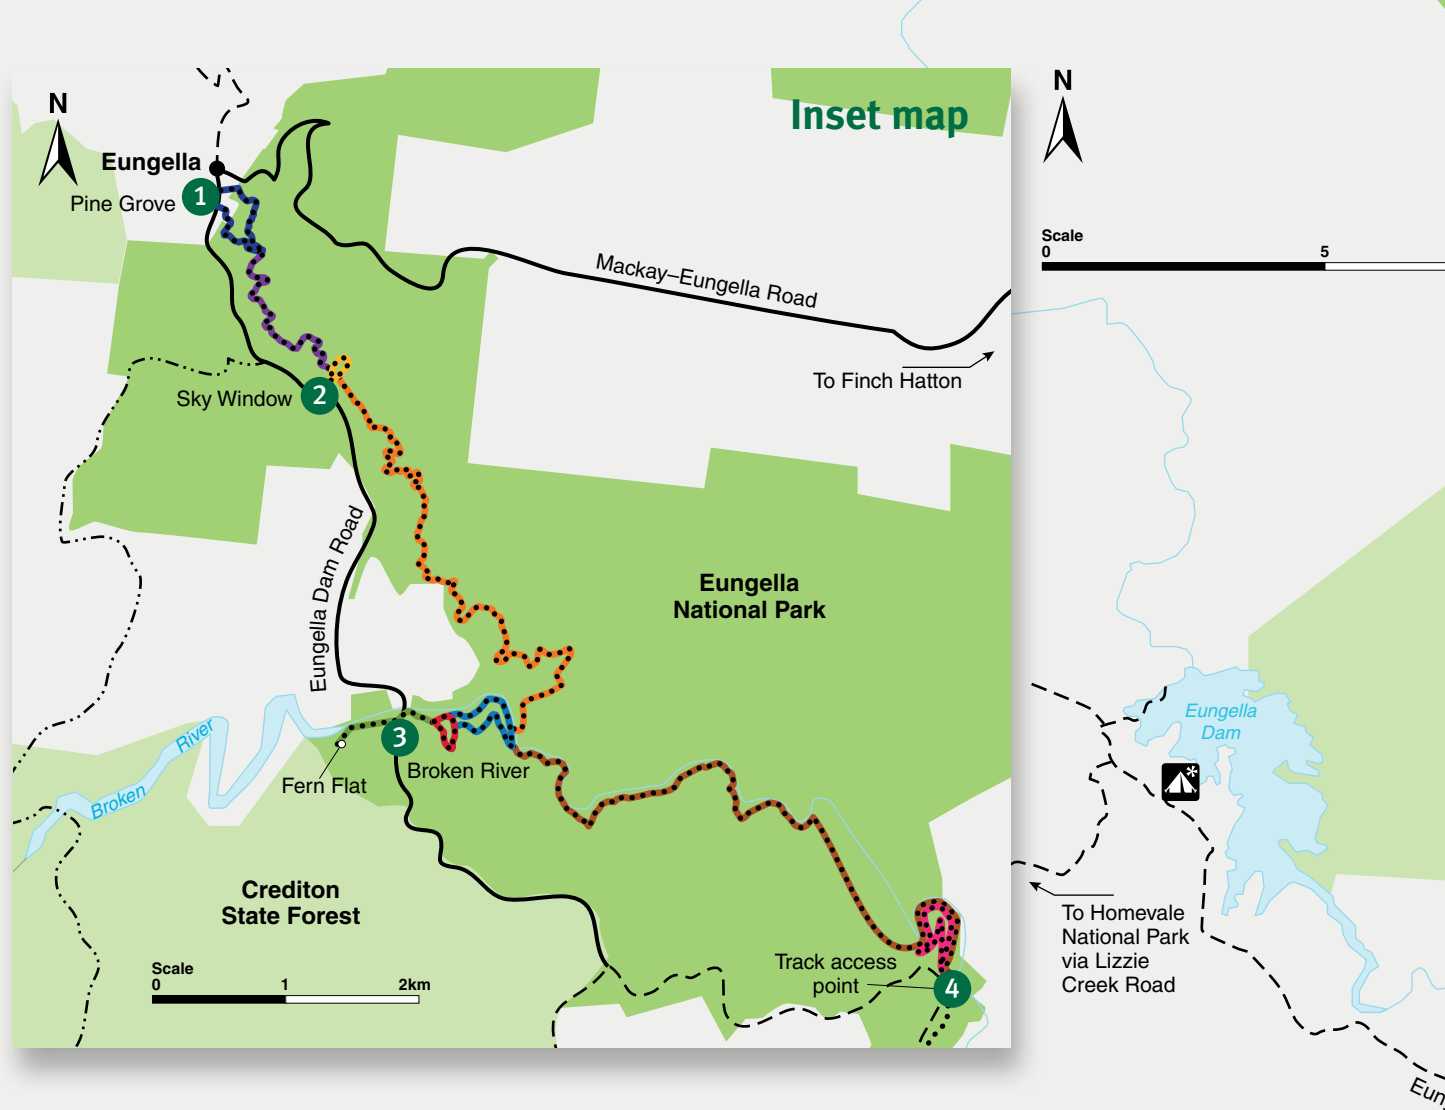 Inset map
N
Eungella
1
Pine Grove
Mackay–Eungella Road
To Finch Hatton
Sky Window
2
Eungella Dam Road
Eungella
National Park
Broken
River
3
Fern Flat
Broken River
Crediton
State Forest
Scale
0 1 2km
Track access
point
4
N
Scale
0 5
Eungella
Dam
To Homevale
National Park
via Lizzie
Creek Road
Eun